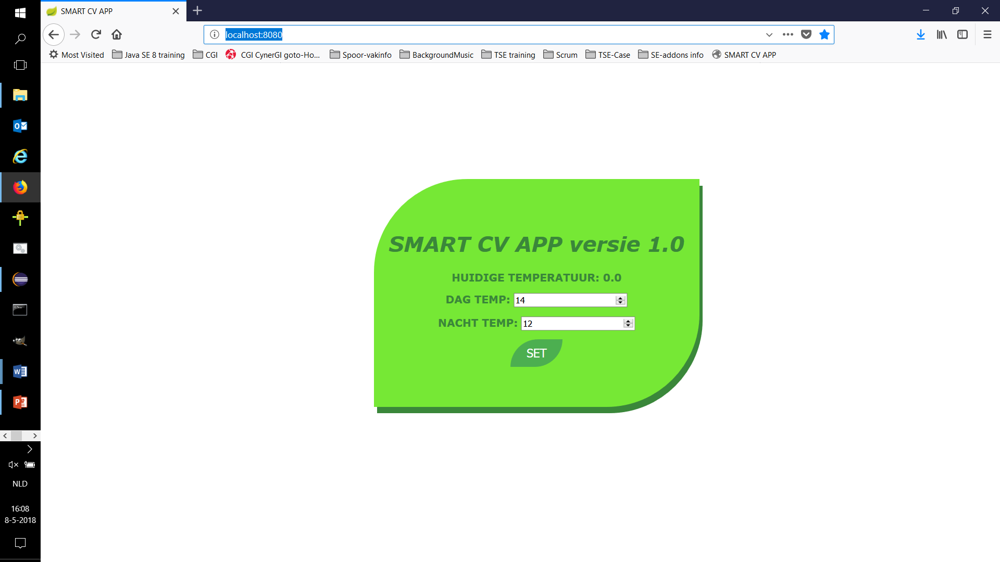 SMART CV APP
localhost:8080
Most Visited Java SE 8 training CGI CGI CynerGI goto-Ho... Spoor-vakinfo BackgroundMusic TSE training Scrum TSE-Case SE-addons info SMART CV APP
SMART CV APP versie 1.0
HUIDIGE TEMPERATUUR: 0.0
DAG TEMP: 14
NACHT TEMP: 12
SET
NLD
16:08
8-5-2018